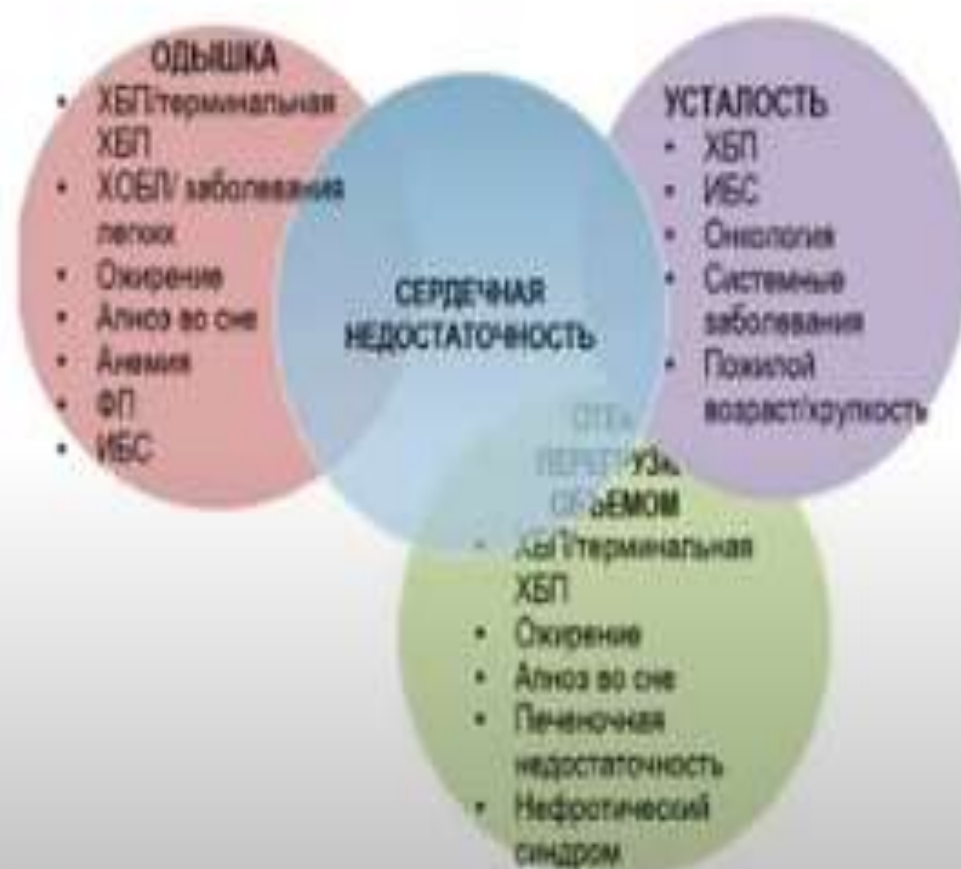 ОДЫШКА
• ХБП/терминальная
ХБП
• ХОБЛ/ заболевания
легких
• Ожирение
• Апноэ во сне
• Анемия
• ФП
• ИБС
СЕРДЕЧНАЯ
НЕДОСТАТОЧНОСТЬ
УСТАЛОСТЬ
• ХБП
• ИБС
• Онкология
• Системные
заболевания
• Пожилой
возраст/хрупкость
ОБЪЕМОМ
• ХБП/терминальная
ХБП
• Ожирение
• Апноэ во сне
• Печеночная
недостаточность
• Нефротический
синдром